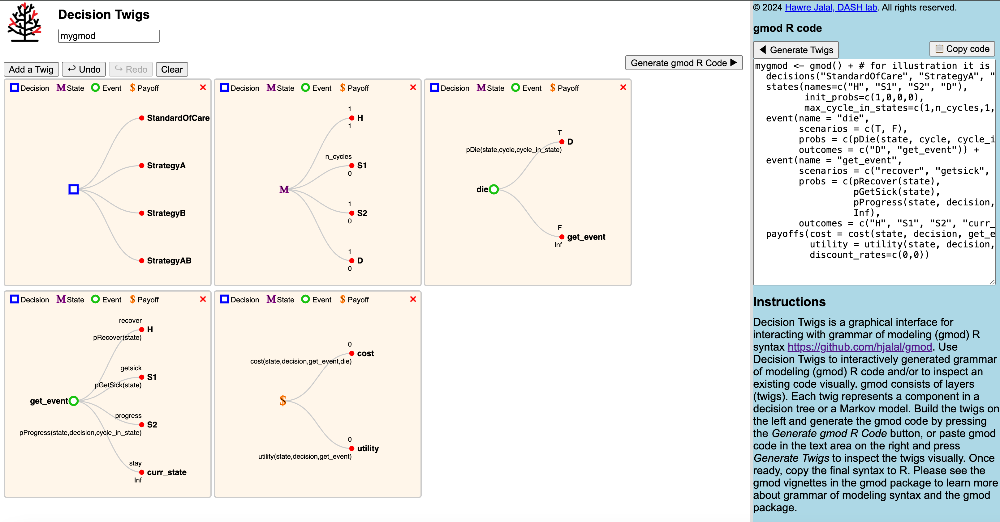 Decision Twigs
mygmod
Add a Twig
↩ Undo
↪ Redo
Clear
Generate gmod R Code ▶
Decision M State Event $ Payoff ✕
StandardOfCare
StrategyA
StrategyB
StrategyAB
Decision M State Event $ Payoff ✕
M
1
H
1
n_cycles
S1
0
1
S2
0
1
D
0
Decision M State Event $ Payoff ✕
die
T
D
pDie(state,cycle,cycle_in_state)
F
get_event
Inf
Decision M State Event $ Payoff ✕
get_event
recover
H
pRecover(state)
getsick
S1
pGetSick(state)
progress
S2
pProgress(state,decision,cycle_in_state)
stay
curr_state
Inf
Decision M State Event $ Payoff ✕
$
0
cost
cost(state,decision,get_event,die)
0
utility
utility(state,decision,get_event)
© 2024 Hawre Jalal, DASH lab. All rights reserved.
gmod R code
◀ Generate Twigs
📋 Copy code
mygmod <- gmod() + # for illustration it is
decisions("StandardOfCare", "StrategyA", "
states(names=c("H", "S1", "S2", "D"),
init_probs=c(1,0,0,0),
max_cycle_in_states=c(1,n_cycles,1,
event(name = "die",
scenarios = c(T, F),
probs = c(pDie(state, cycle, cycle_i
outcomes = c("D", "get_event")) +
event(name = "get_event",
scenarios = c("recover", "getsick",
probs = c(pRecover(state),
pGetSick(state),
pProgress(state, decision,
Inf),
outcomes = c("H", "S1", "S2", "curr_
payoffs(cost = cost(state, decision, get_e
utility = utility(state, decision,
discount_rates=c(0,0))
Instructions
Decision Twigs is a graphical interface for
interacting with grammar of modeling (gmod) R
syntax https://github.com/hjalal/gmod. Use
Decision Twigs to interactively generated grammar
of modeling (gmod) R code and/or to inspect an
existing code visually. gmod consists of layers
(twigs). Each twig represents a component in a
decision tree or a Markov model. Build the twigs on
the left and generate the gmod code by pressing
the Generate gmod R Code button, or paste gmod
code in the text area on the right and press
Generate Twigs to inspect the twigs visually. Once
ready, copy the final syntax to R. Please see the
gmod vignettes in the gmod package to learn more
about grammar of modeling syntax and the gmod
package.